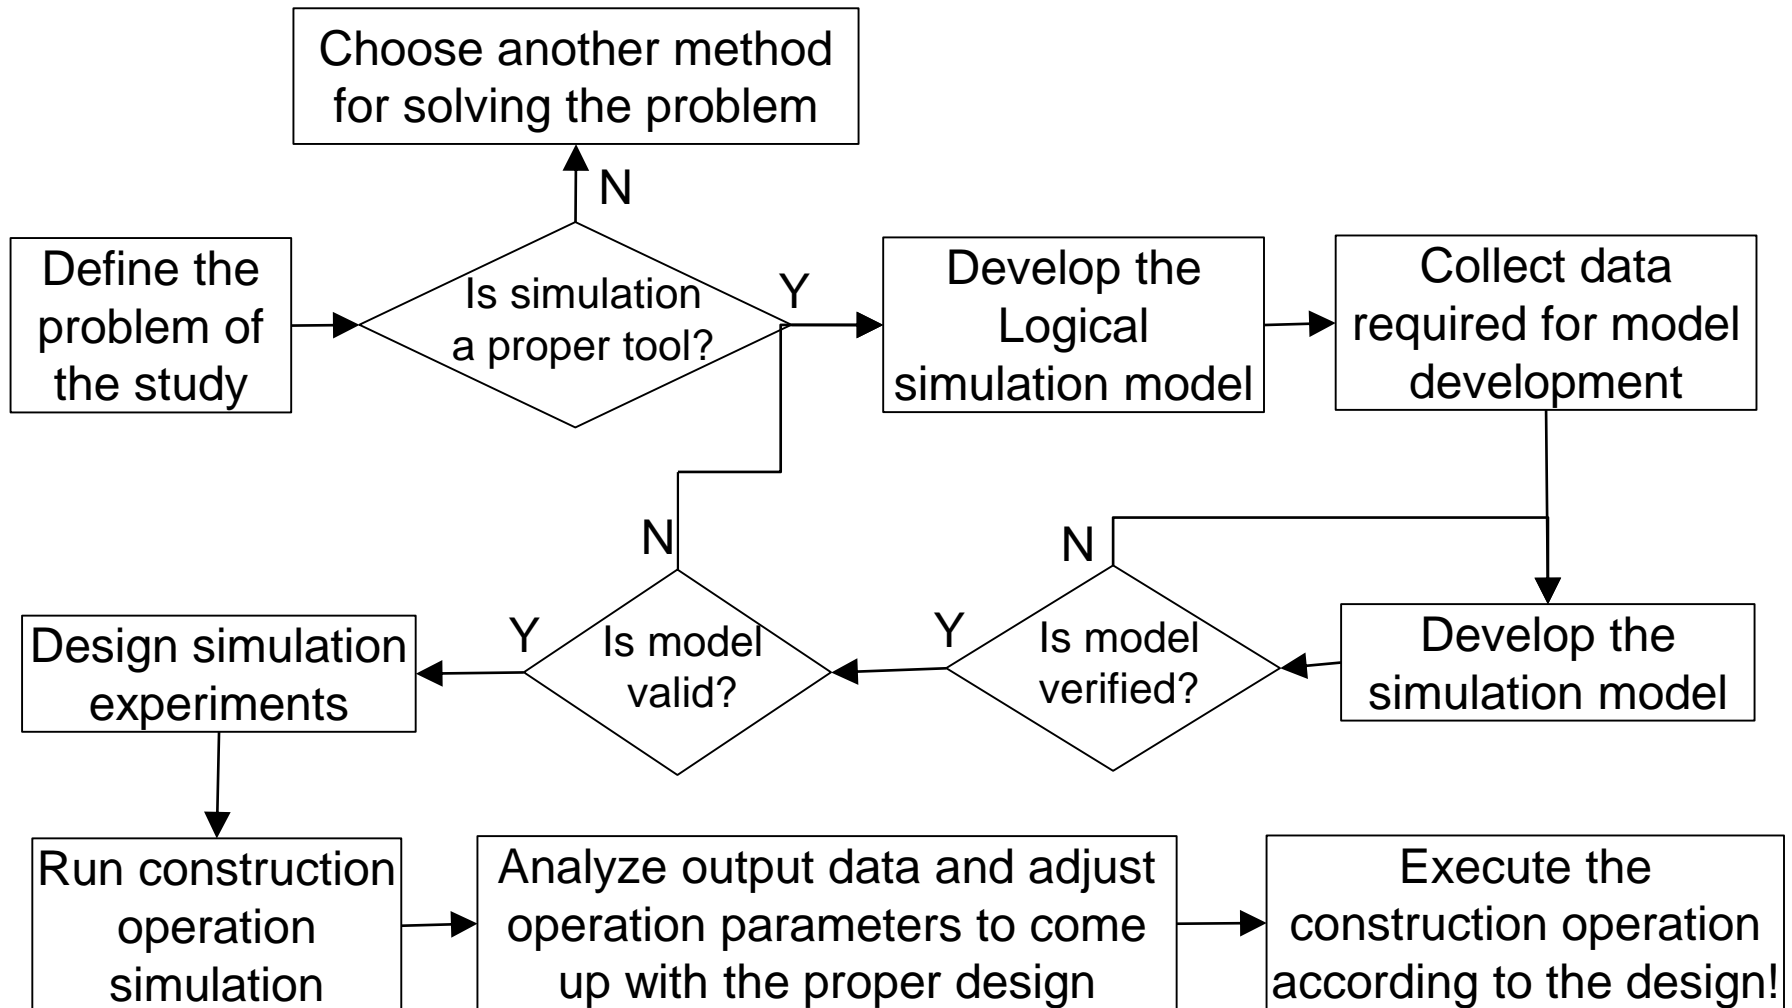 Choose another method
for solving the problem
N
Define the
problem of
the study
Is simulation
a proper tool?
Y
Develop the
Logical
simulation model
Collect data
required for model
development
N
N
Design simulation
experiments
Y
Is model
valid?
Y
Is model
verified?
Develop the
simulation model
Run construction
operation
simulation
Analyze output data and adjust
operation parameters to come
up with the proper design
Execute the
construction operation
according to the design!